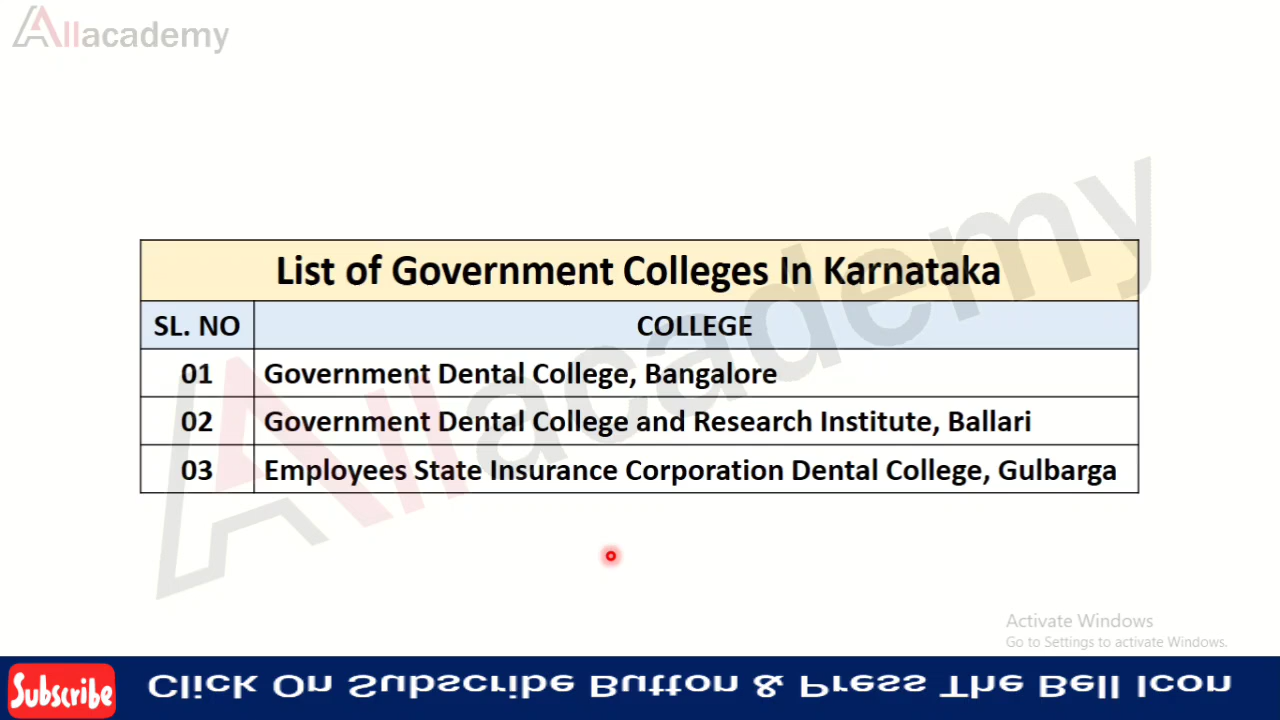 Allacademy
List of Government Colleges In Karnataka
SL. NO COLLEGE
01 Government Dental College, Bangalore
02 Government Dental College and Research Institute, Ballari
03 Employees State Insurance Corporation Dental College, Gulbarga
Allacademy
Activate Windows
Go to Settings to activate Windows.
Subscribe Click On Subscribe Button & Press The Bell Icon